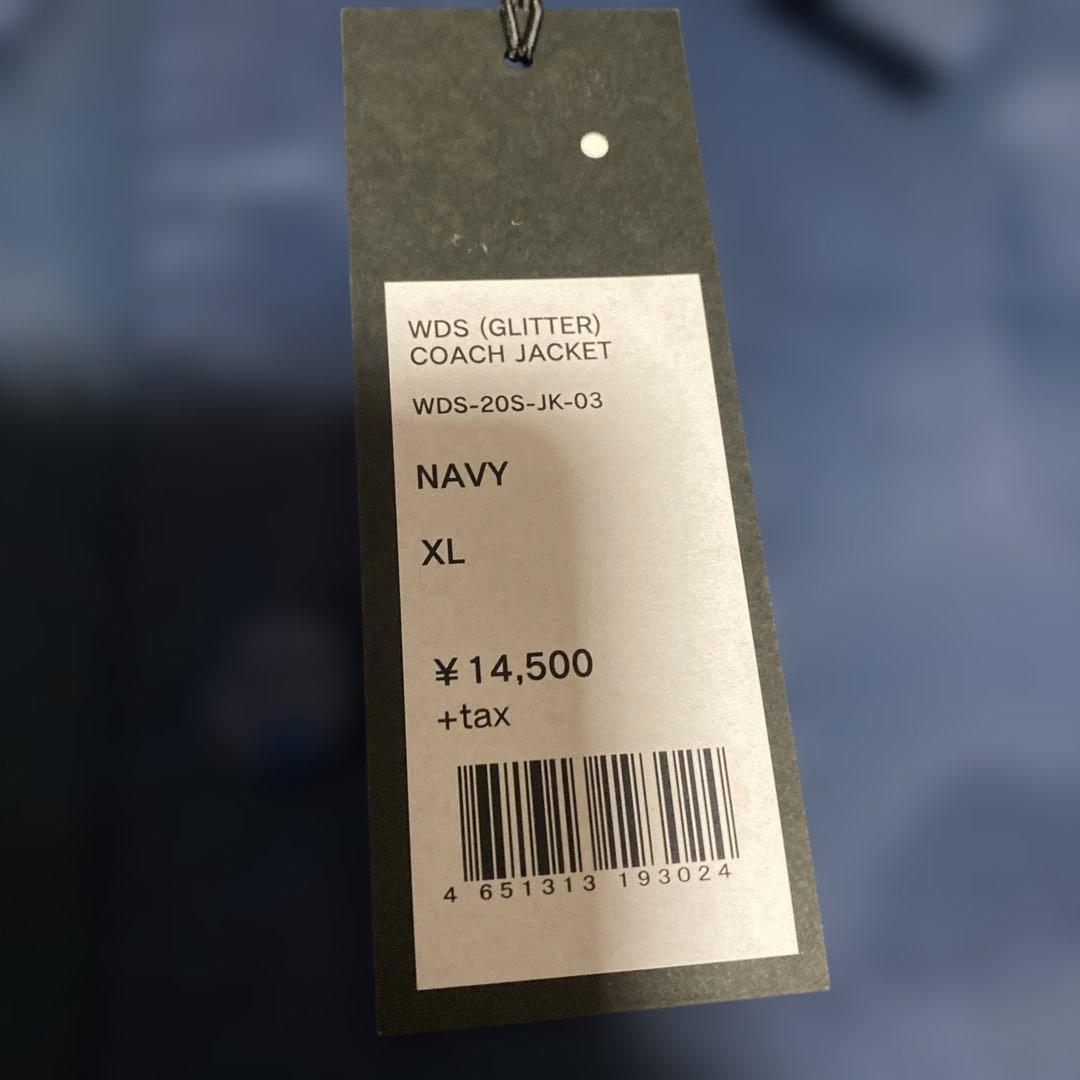 WDS (GLITTER)
COACH JACKET
WDS-20S-JK-03
NAVY
XL
¥14,500
+tax
4 651313 193024